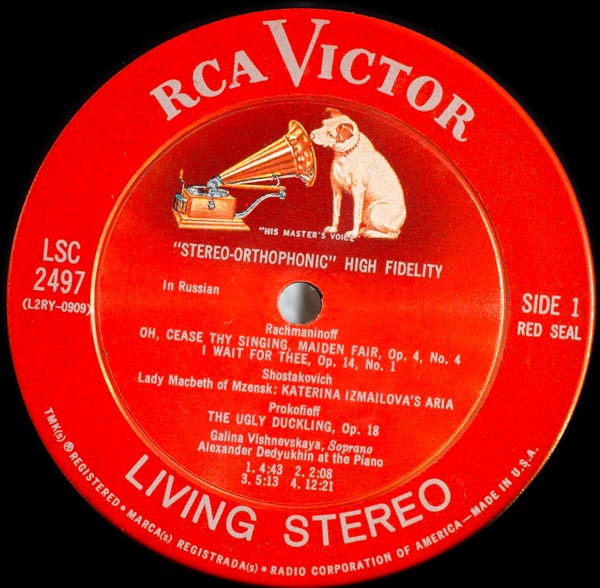 RCA VICTOR
"HIS MASTER'S VOICE"
"STEREO-ORTHOPHONIC" HIGH FIDELITY
LSC
2497
(L2RY-0909)
In Russian
SIDE 1
RED SEAL
Rachmaninoff
OH, CEASE THY SINGING, MAIDEN FAIR, Op. 4, No. 4
I WAIT FOR THEE, Op. 14, No. 1
Shostakovich
Lady Macbeth of Mzensk: KATERINA IZMAILOVA'S ARIA
Prokofieff
THE UGLY DUCKLING, Op. 18
Galina Vishnevskaya, Soprano
Alexander Dedyukhin at the Piano
1. 4:43 2. 2:08
3. 5:13 4. 12:21
LIVING STEREO
TMK(s) ® REGISTERED • MARCA(s) REGISTRADA(s) • RADIO CORPORATION OF AMERICA—MADE IN U.S.A.